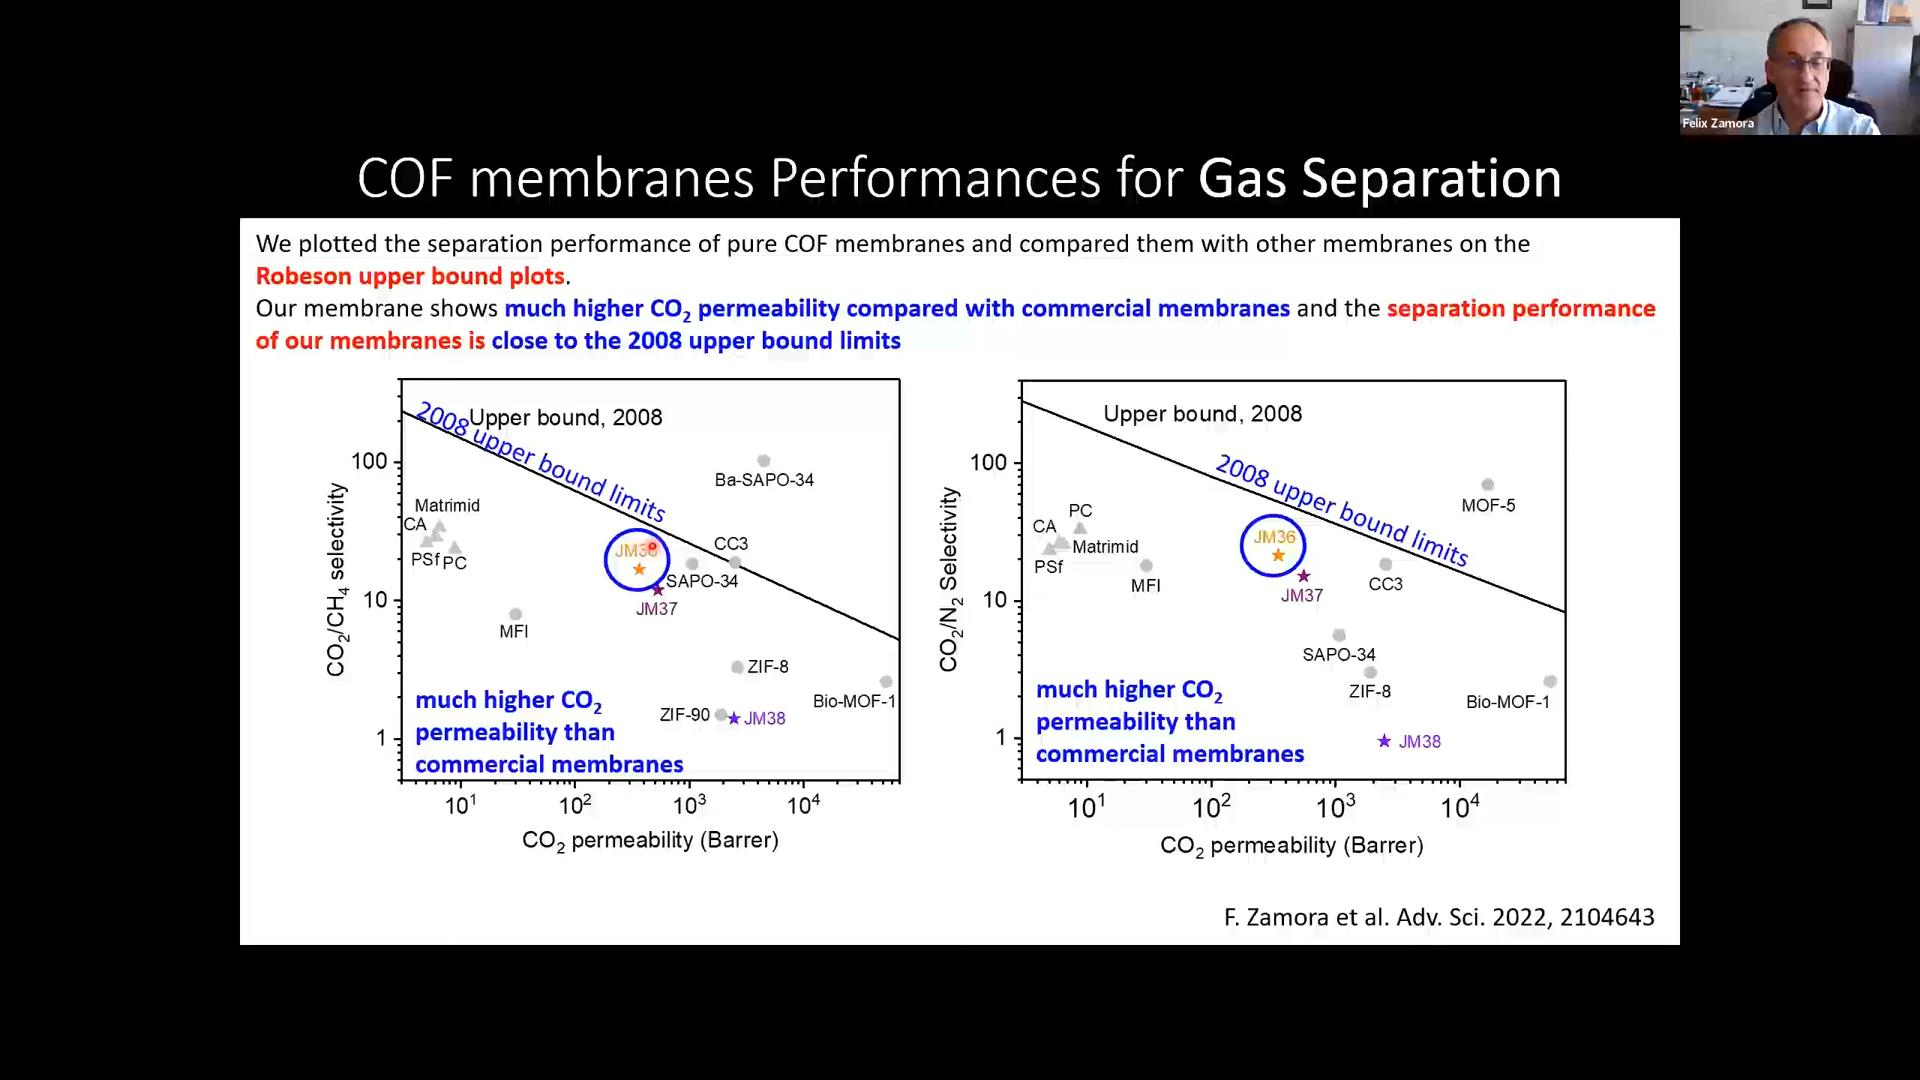 Felix Zamora
COF membranes Performances for Gas Separation
We plotted the separation performance of pure COF membranes and compared them with other membranes on the
Robeson upper bound plots.
Our membrane shows much higher CO2 permeability compared with commercial membranes and the separation performance
of our membranes is close to the 2008 upper bound limits
Upper bound, 2008
2008 upper bound limits
100
10
1
CO2/CH4 selectivity
Ba-SAPO-34
Matrimid
CA
PSf
PC
CC3
SAPO-34
JM37
MFI
ZIF-8
Bio-MOF-1
ZIF-90
JM38
much higher CO2
permeability than
commercial membranes
10^1 10^2 10^3 10^4
CO2 permeability (Barrer)
Upper bound, 2008
2008 upper bound limits
100
10
1
CO2/N2 Selectivity
MOF-5
PC
CA
Matrimid
PSf
MFI
JM36
JM37
CC3
SAPO-34
ZIF-8
Bio-MOF-1
JM38
much higher CO2
permeability than
commercial membranes
10^1 10^2 10^3 10^4
CO2 permeability (Barrer)
F. Zamora et al. Adv. Sci. 2022, 2104643